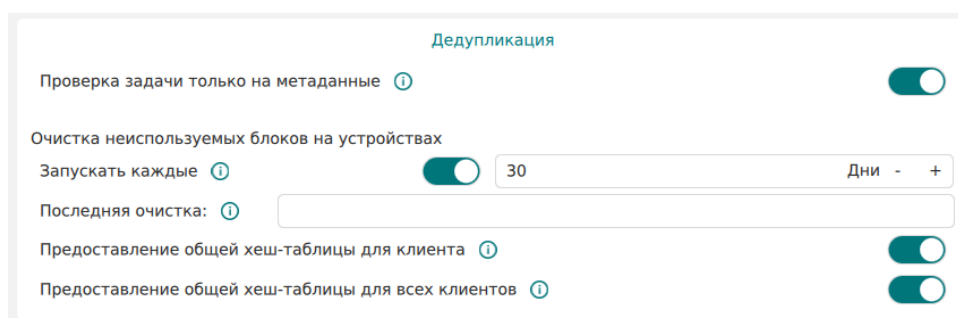 Дедупликация
Проверка задачи только на метаданные
Очистка неиспользуемых блоков на устройствах
Запускать каждые 30 Дни - +
Последняя очистка:
Предоставление общей хеш-таблицы для клиента
Предоставление общей хеш-таблицы для всех клиентов